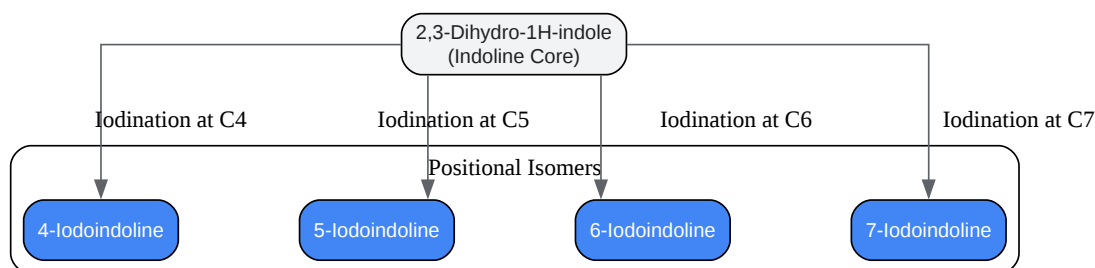 2,3-Dihydro-1H-indole
(Indoline Core)
Iodination at C4
Iodination at C5
Iodination at C6
Iodination at C7
Positional Isomers
4-Iodoindoline
5-Iodoindoline
6-Iodoindoline
7-Iodoindoline